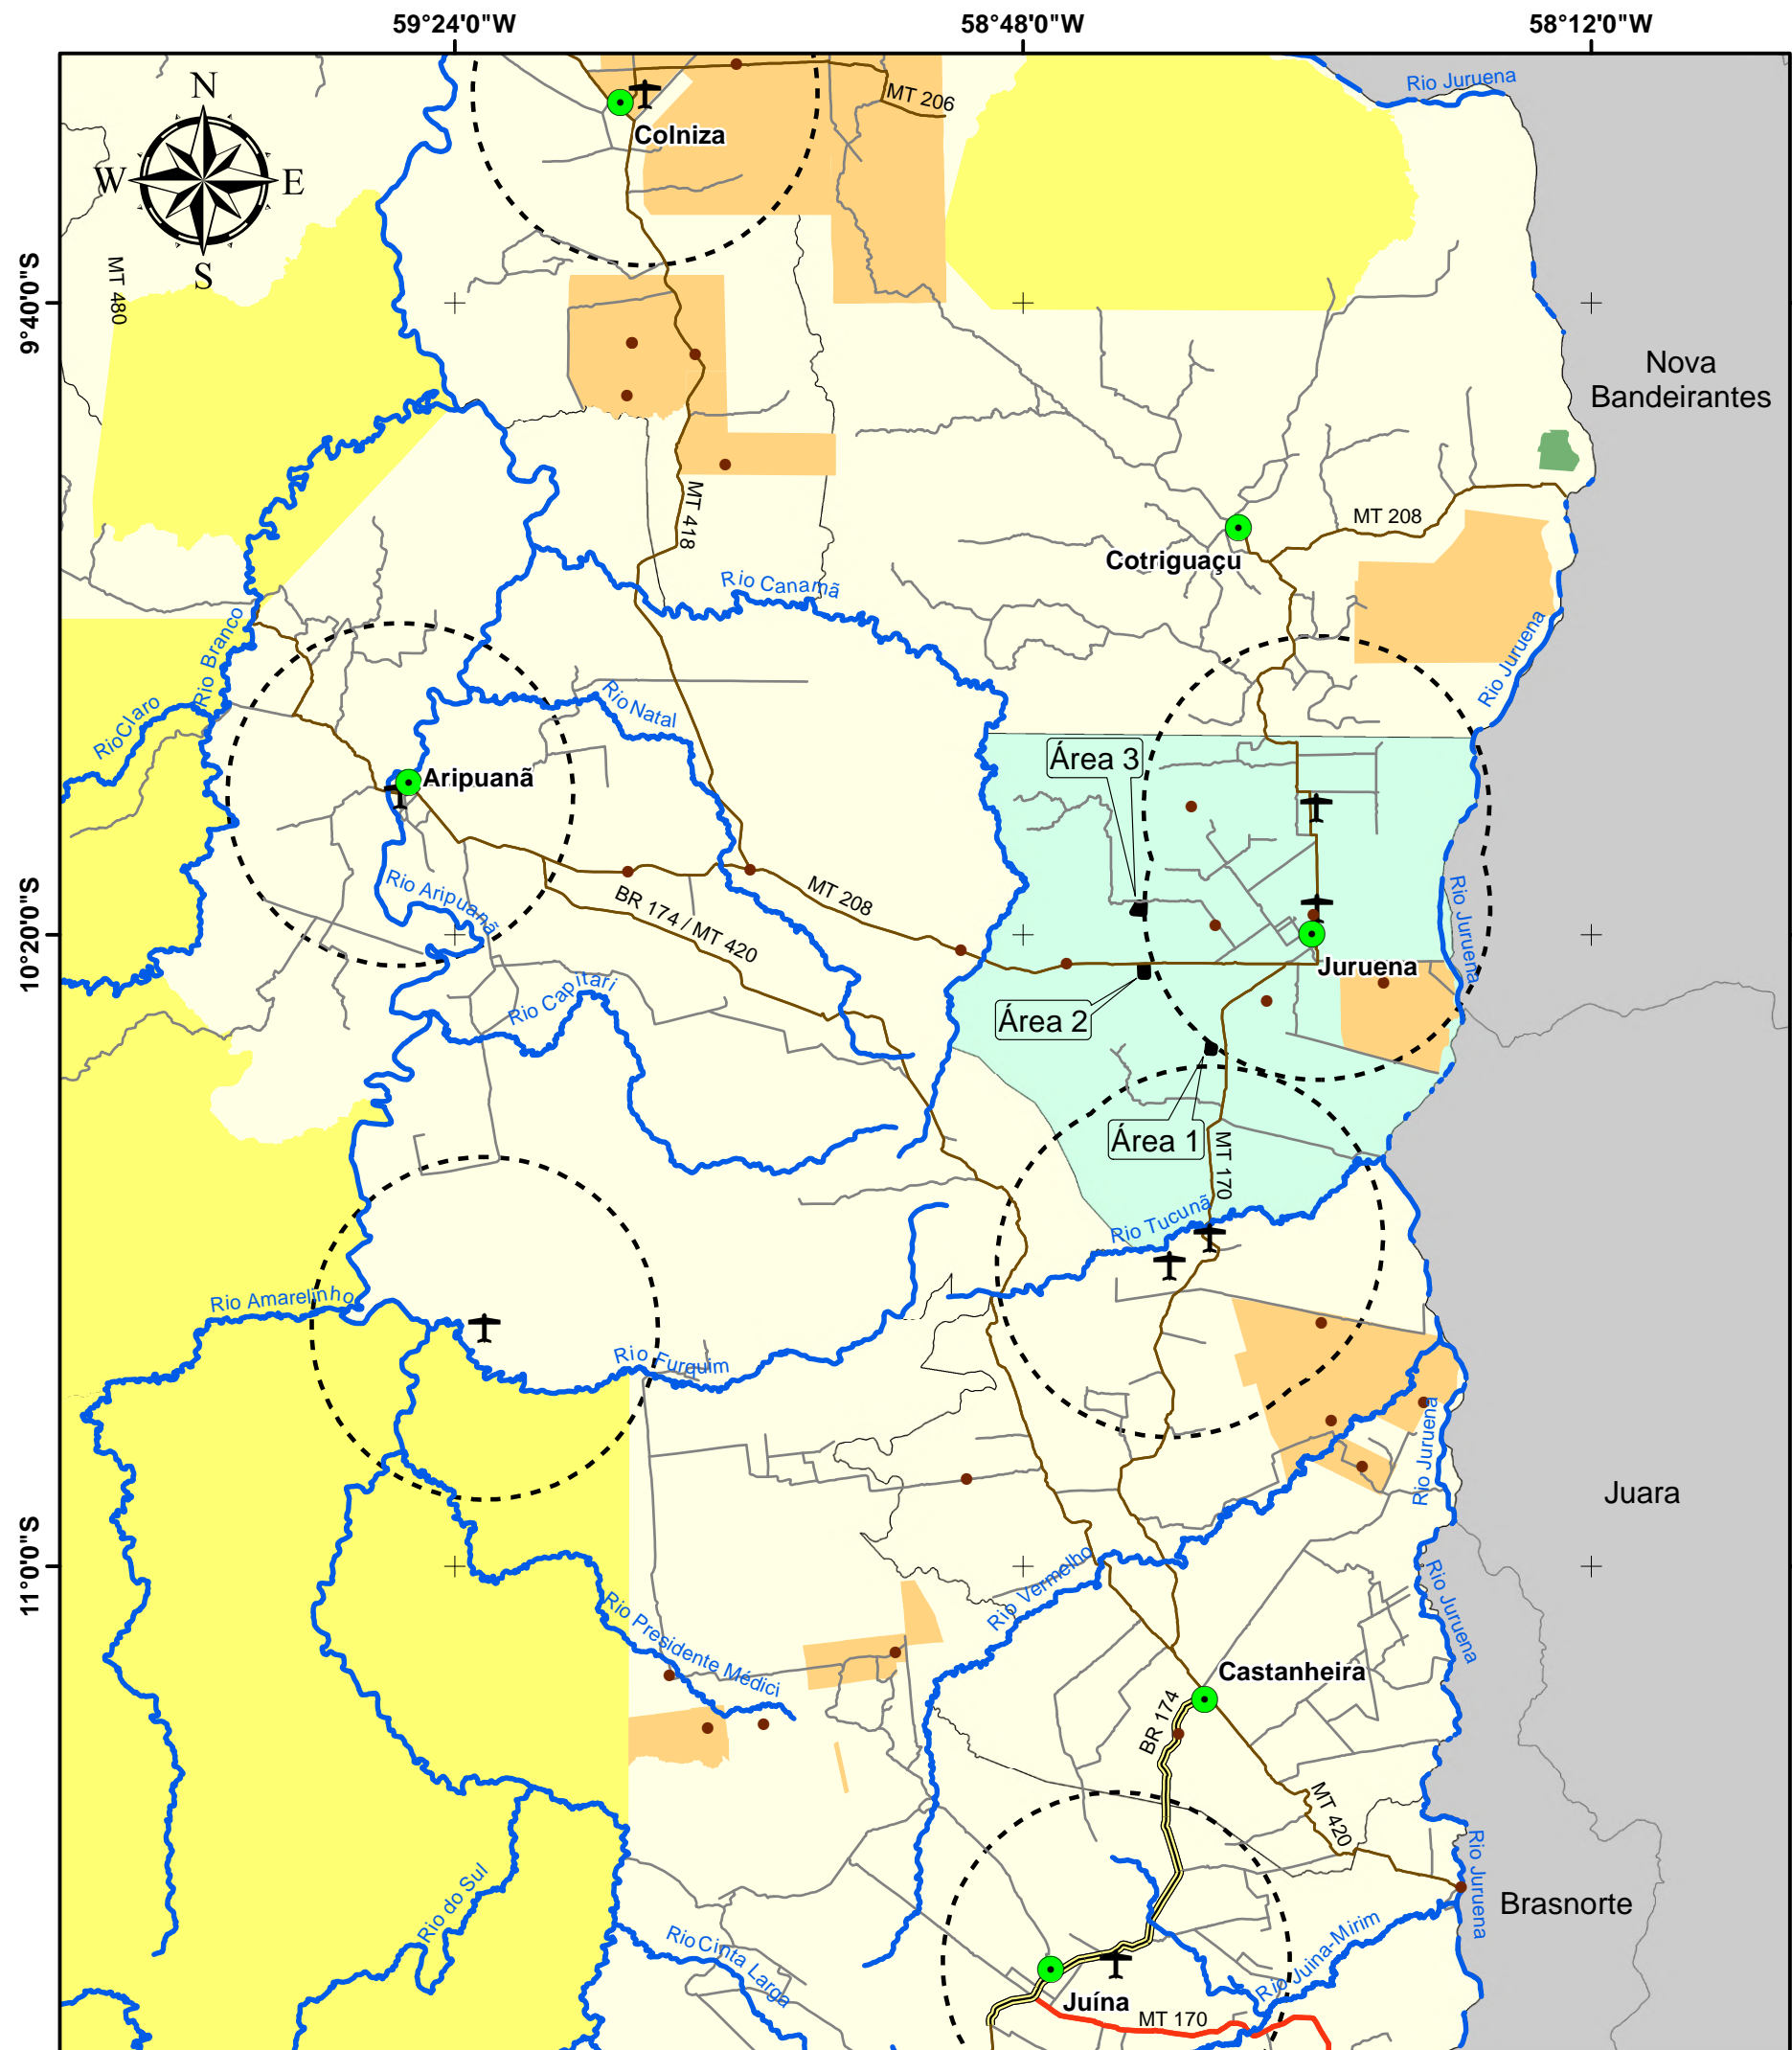 59°24'0"W
58°48'0"W
58°12'0"W
Rio Juruena
N
MT 206
Colniza
W
E
S
MT 480
9°40'0"S
Nova
Bandeirantes
MT 418
MT 208
Cotriguaçu
Rio Canamã
Rio Branco
Rio Juruena
Rio Claro
Rio Natal
Área 3
Aripuanã
Rio Aripuanã
MT 208
BR 174 / MT 420
Rio Juruena
10°20'0"S
Juruena
Rio Capitari
Área 2
Área 1
MT 170
Rio Tucunã
Rio Amarelinho
Rio Furquim
Rio Juruena
Juara
11°0'0"S
Rio Vermelho
Rio Juruena
Rio Presidente Médici
Castanheira
BR 174
MT 420
Rio Juruena
Rio do Sul
Brasnorte
Rio Cinta Larga
Rio Juina-Mirim
Juína
MT 170